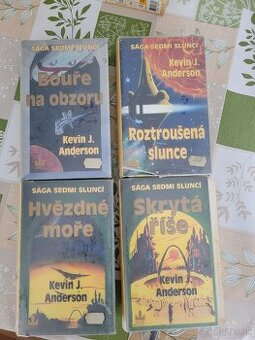 SÁGA SEDMI SLUNCÍ
Bouře
na obzoru
Kevin J.
Anderson
SÁGA SEDMI SLUNCÍ
Kevin J.
Anderson
Roztroušená
slunce
SÁGA SEDMI SLUNCÍ
Hvězdné
moře
Kevin J.
Anderson
SÁGA SEDMI SLUNCÍ
Skrytá
říše
Kevin J.
Anderson